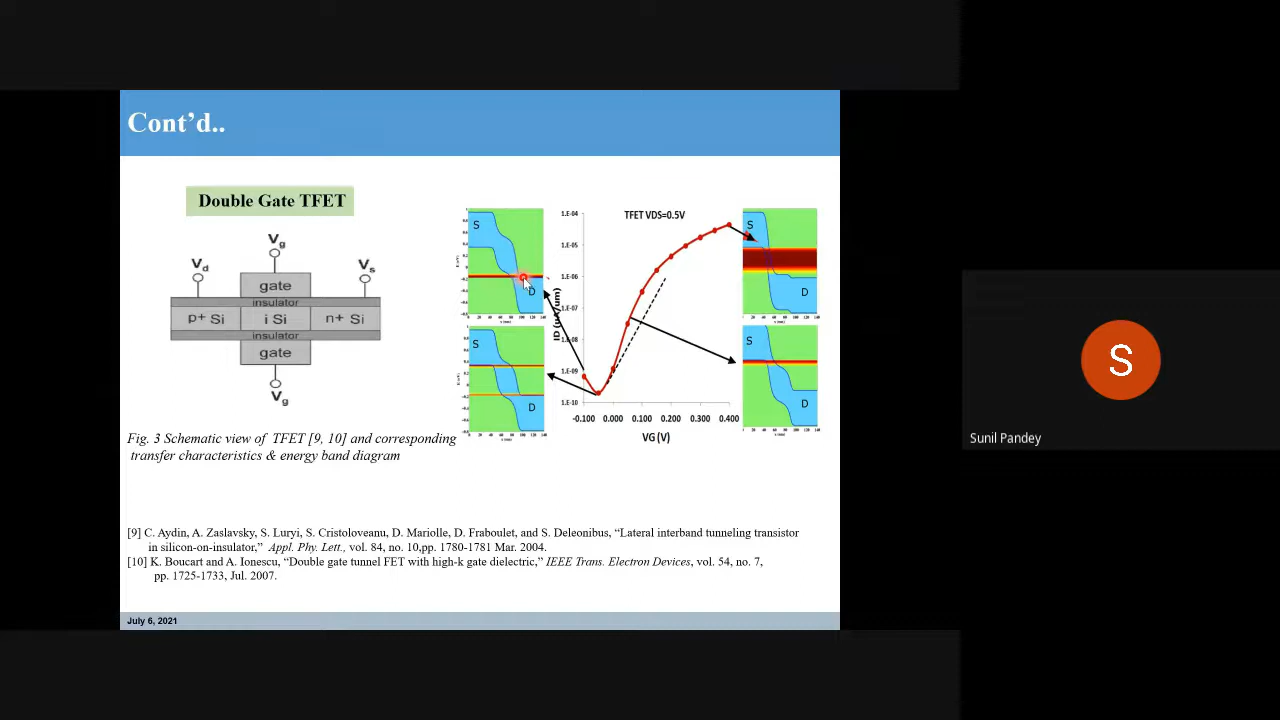 Cont’d..
Double Gate TFET
Vg
Vd
Vs
gate
insulator
p+ Si
i Si
n+ Si
insulator
gate
Vg
Fig. 3 Schematic view of TFET [9, 10] and corresponding
transfer characteristics & energy band diagram
S
D
S
D
TFET VDS=0.5V
1.E-04
1.E-05
1.E-06
1.E-07
1.E-08
1.E-09
1.E-10
ID (uA/um)
-0.100 0.000 0.100 0.200 0.300 0.400
VG (V)
S
D
S
D
[9] C. Aydin, A. Zaslavsky, S. Luryi, S. Cristoloveanu, D. Mariolle, D. Fraboulet, and S. Deleonibus, “Lateral interband tunneling transistor
in silicon-on-insulator,” Appl. Phy. Lett., vol. 84, no. 10,pp. 1780-1781 Mar. 2004.
[10] K. Boucart and A. Ionescu, “Double gate tunnel FET with high-k gate dielectric,” IEEE Trans. Electron Devices, vol. 54, no. 7,
pp. 1725-1733, Jul. 2007.
July 6, 2021
S
Sunil Pandey